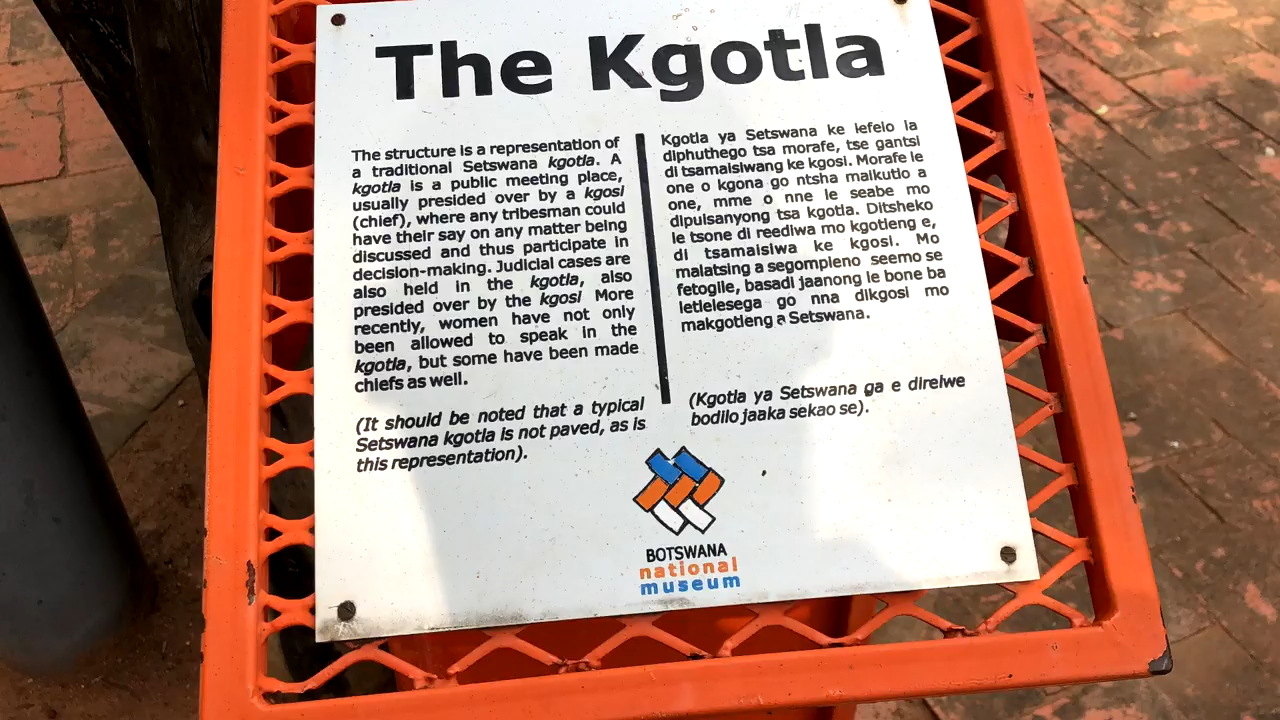 The Kgotla
The structure is a representation of
a traditional Setswana kgotla. A
kgotla is a public meeting place,
usually presided over by a kgosi
(chief), where any tribesman could
have their say on any matter being
discussed and thus participate in
decision-making. Judicial cases are
also held in the kgotla, also
presided over by the kgosi More
recently, women have not only
been allowed to speak in the
kgotla, but some have been made
chiefs as well.
(It should be noted that a typical
Setswana kgotla is not paved, as is
this representation).
Kgotla ya Setswana ke lefelo la
diphuthego tsa morafe, tse gantsi
di tsamaisiwang ke kgosi. Morafe le
one o kgona go ntsha maikutlo a
one, mme o nne le seabe mo
dipuisanyong tsa kgotla. Ditsheko
le tsone di reediwa mo kgotleng e,
di tsamaisiwa ke kgosi. Mo
malatsing a segompleno seemo se
fetogile, basadi jaanong le bone ba
letlelesega go nna dikgosi mo
makgotleng a Setswana.
(Kgotla ya Setswana ga e direlwe
bodilo jaaka sekao se).
BOTSWANA
national
museum